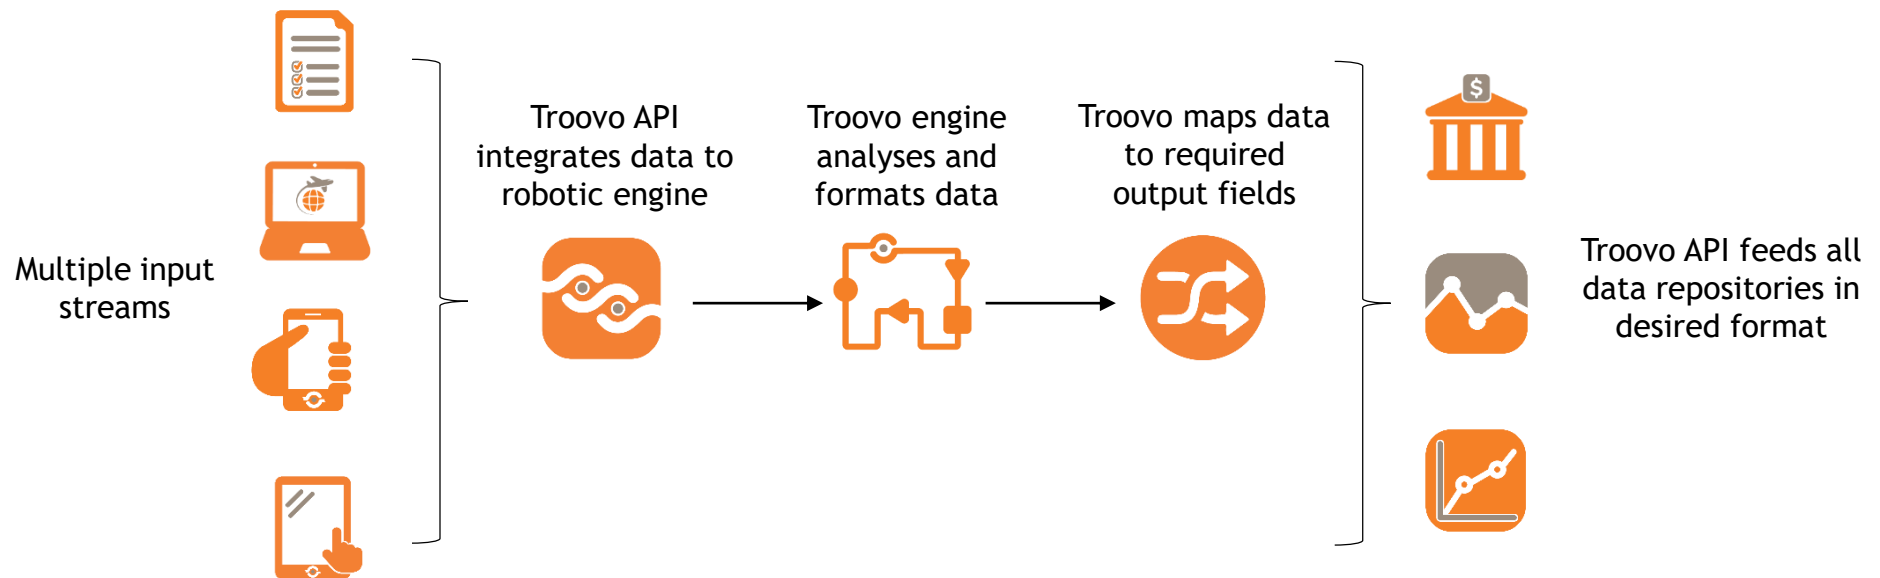 Multiple input
streams
Troovo API
integrates data to
robotic engine
Troovo engine
analyses and
formats data
Troovo maps data
to required
output fields
$
Troovo API feeds all
data repositories in
desired format